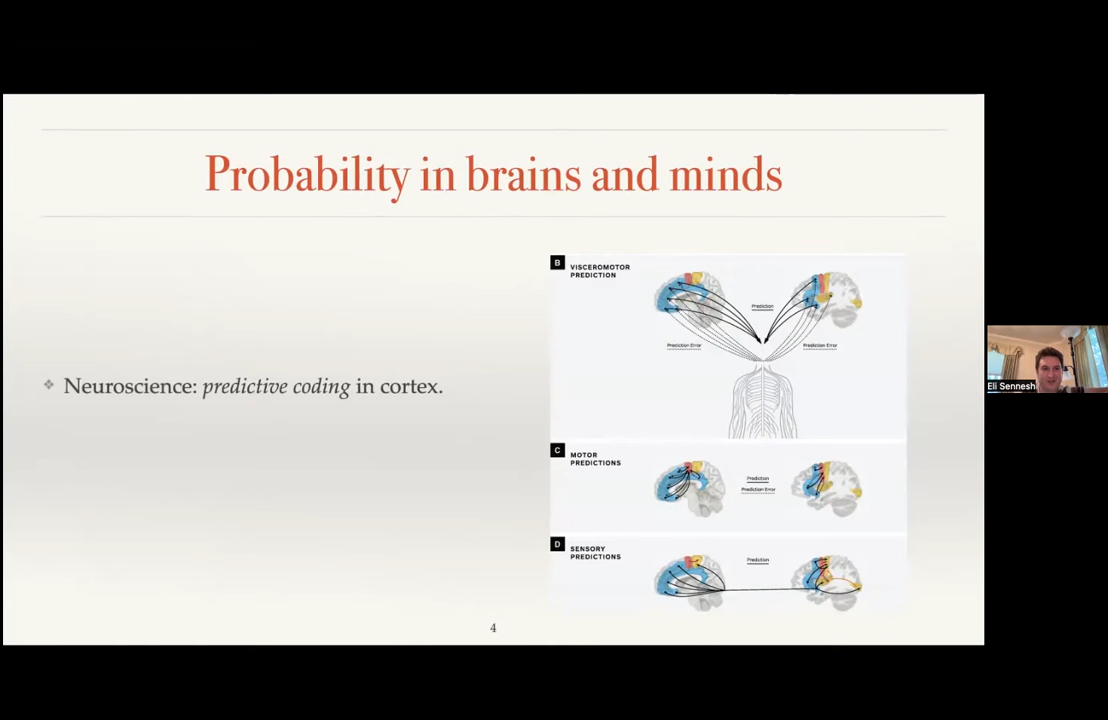 Probability in brains and minds
❖ Neuroscience: predictive coding in cortex.
B
VISCEROMOTOR
PREDICTION
Prediction
Prediction Error
Prediction Error
C
MOTOR
PREDICTIONS
Prediction
Prediction Error
D
SENSORY
PREDICTIONS
Prediction
4
Eli Sennesh